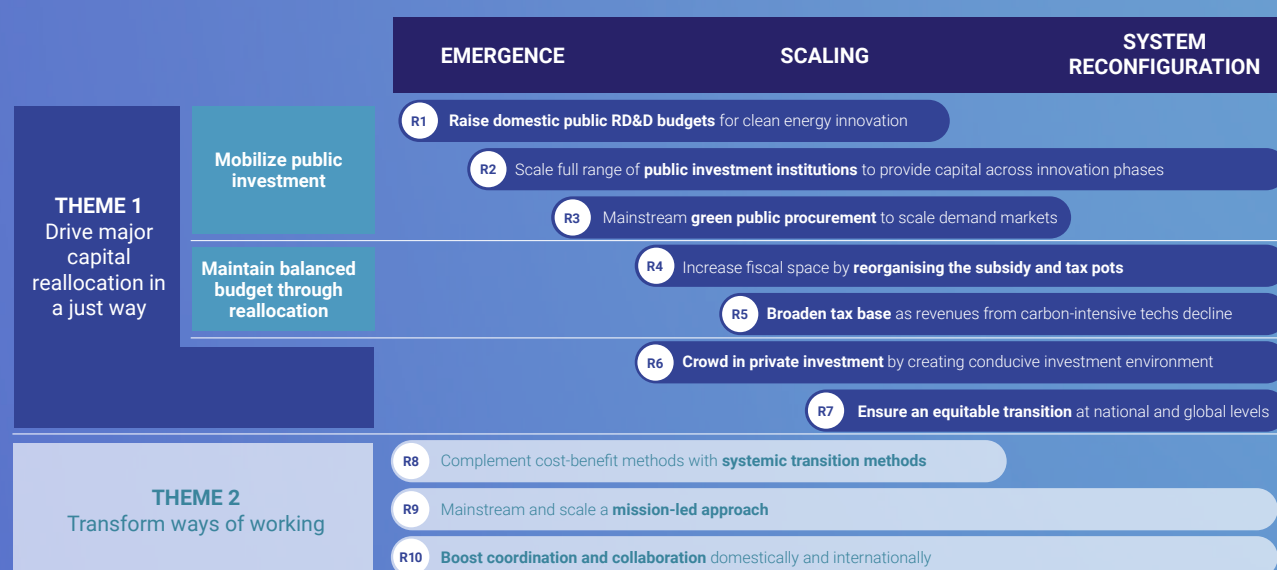 EMERGENCE
SCALING
SYSTEM
RECONFIGURATION
THEME 1
Drive major
capital
reallocation in
a just way
Mobilize public
investment
R1 Raise domestic public RD&D budgets for clean energy innovation
R2 Scale full range of public investment institutions to provide capital across innovation phases
R3 Mainstream green public procurement to scale demand markets
Maintain balanced
budget through
reallocation
R4 Increase fiscal space by reorganising the subsidy and tax pots
R5 Broaden tax base as revenues from carbon-intensive techs decline
R6 Crowd in private investment by creating conducive investment environment
R7 Ensure an equitable transition at national and global levels
THEME 2
Transform ways of working
R8 Complement cost-benefit methods with systemic transition methods
R9 Mainstream and scale a mission-led approach
R10 Boost coordination and collaboration domestically and internationally